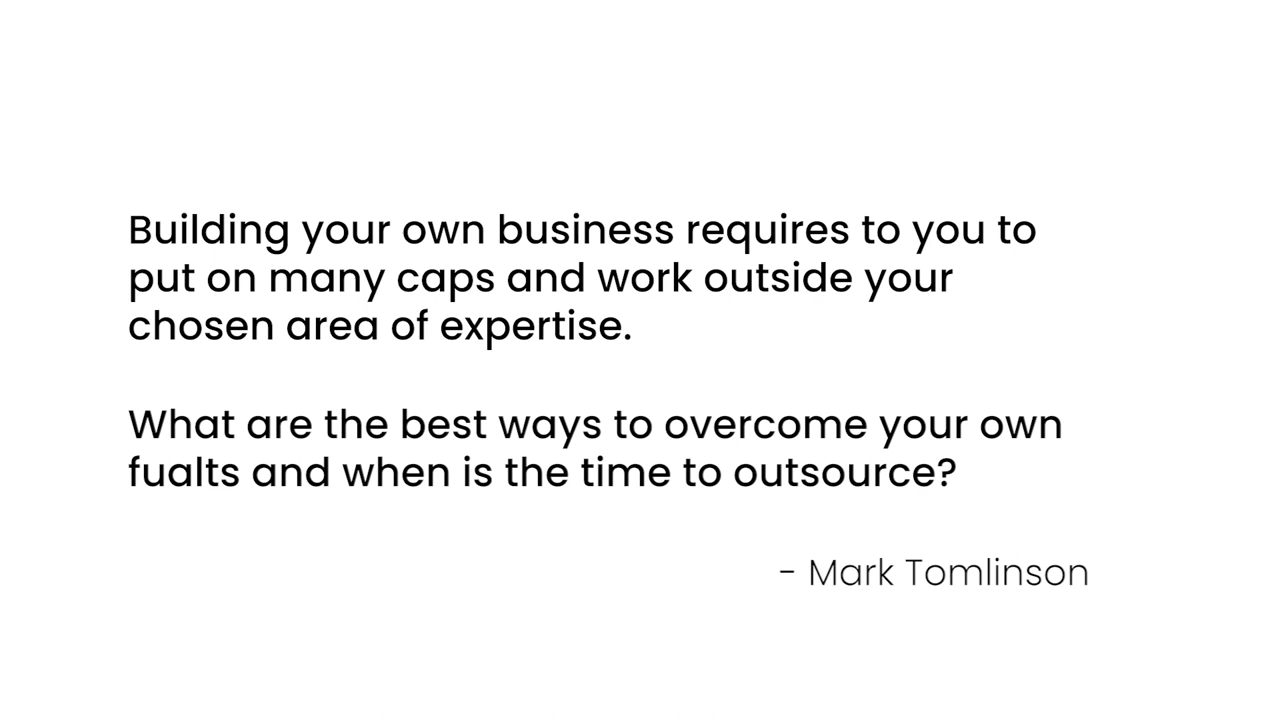 Building your own business requires to you to
put on many caps and work outside your
chosen area of expertise.
What are the best ways to overcome your own
fualts and when is the time to outsource?
- Mark Tomlinson